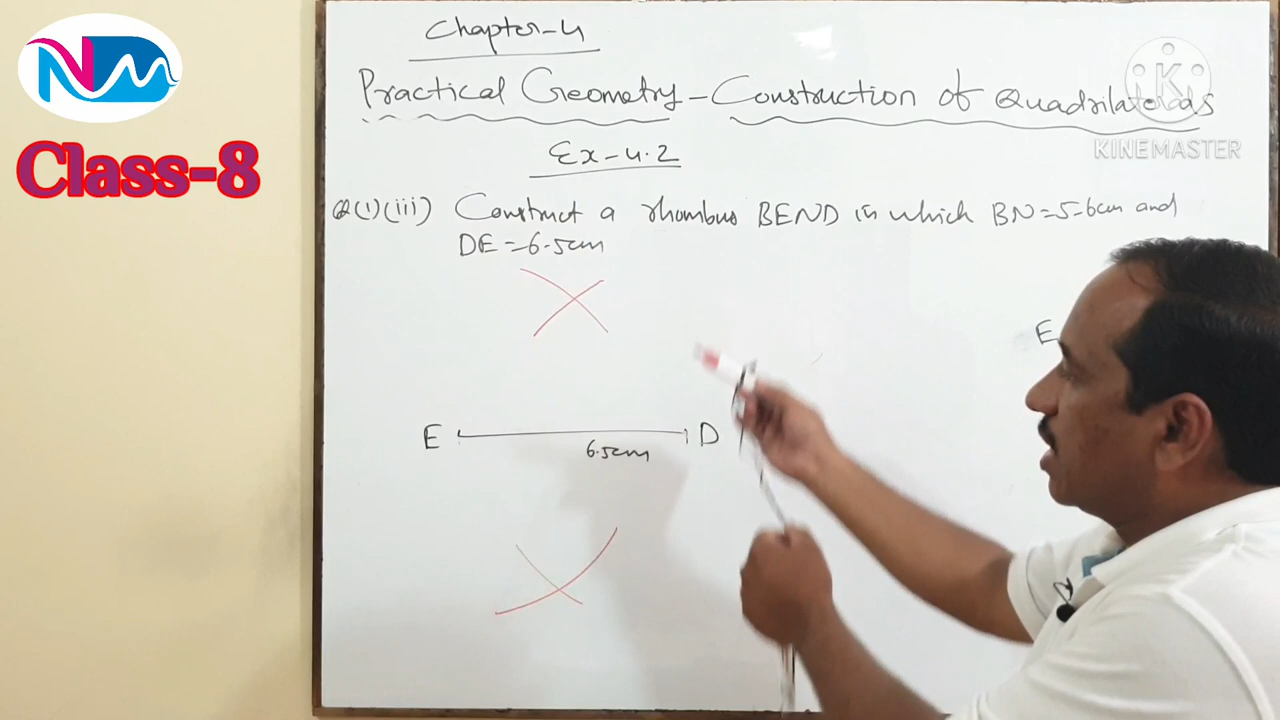 NM
Class-8
Chapter-4
Practical Geometry - Construction of Quadrilaterals
KINEMASTER
Ex-4.2
Q(1)(iii) Construct a rhombus BEND in which BN=5.6cm and
DE=6.5cm
E
E D
6.5cm